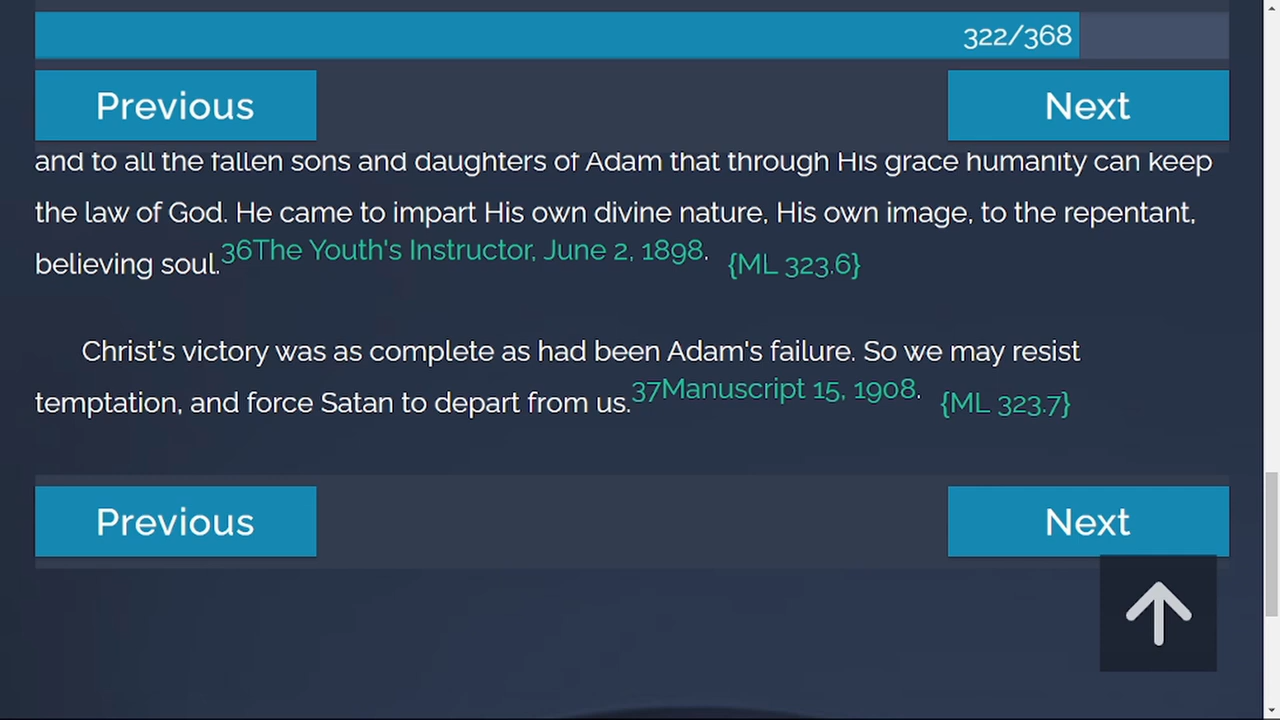 322/368
Previous
Next
and to all the fallen sons and daughters of Adam that through His grace humanity can keep
the law of God. He came to impart His own divine nature, His own image, to the repentant,
believing soul.36The Youth's Instructor, June 2, 1898. {ML 323.6}
Christ's victory was as complete as had been Adam's failure. So we may resist
temptation, and force Satan to depart from us.37Manuscript 15, 1908. {ML 323.7}
Previous
Next